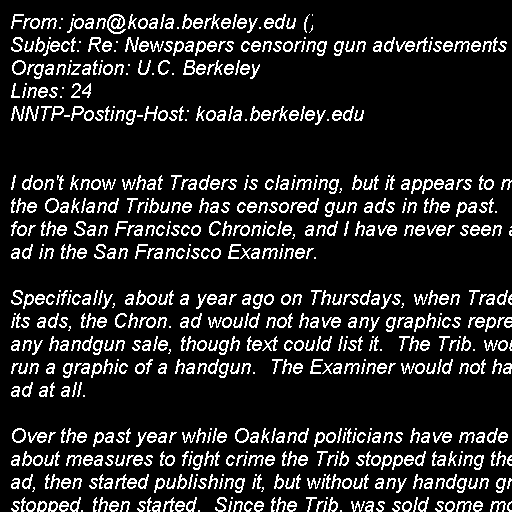 From: joan@koala.berkeley.edu (;
Subject: Re: Newspapers censoring gun advertisements
Organization: U.C. Berkeley
Lines: 24
NNTP-Posting-Host: koala.berkeley.edu
I don't know what Traders is claiming, but it appears to m
the Oakland Tribune has censored gun ads in the past.
for the San Francisco Chronicle, and I have never seen a
ad in the San Francisco Examiner.
Specifically, about a year ago on Thursdays, when Trade
its ads, the Chron. ad would not have any graphics repre
any handgun sale, though text could list it.  The Trib. wou
run a graphic of a handgun.  The Examiner would not ha
ad at all.
Over the past year while Oakland politicians have made
about measures to fight crime the Trib stopped taking the
ad, then started publishing it, but without any handgun gr
stopped, then started.  Since the Trib. was sold some mo